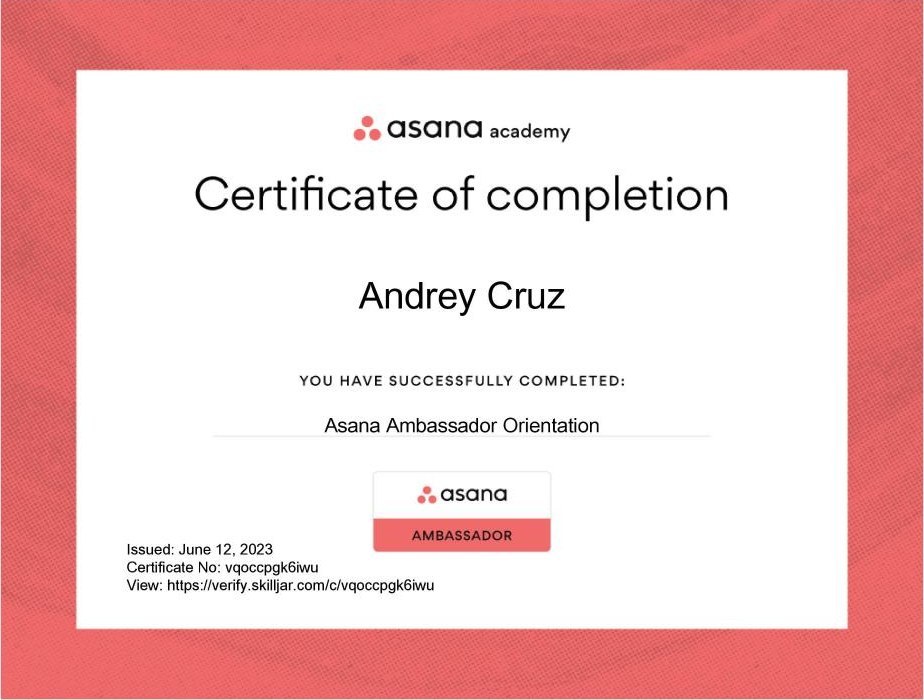 asana academy
Certificate of completion
Andrey Cruz
YOU HAVE SUCCESSFULLY COMPLETED:
Asana Ambassador Orientation
asana
AMBASSADOR
Issued: June 12, 2023
Certificate No: vqoccpgk6iwu
View: https://verify.skilljar.com/c/vqoccpgk6iwu